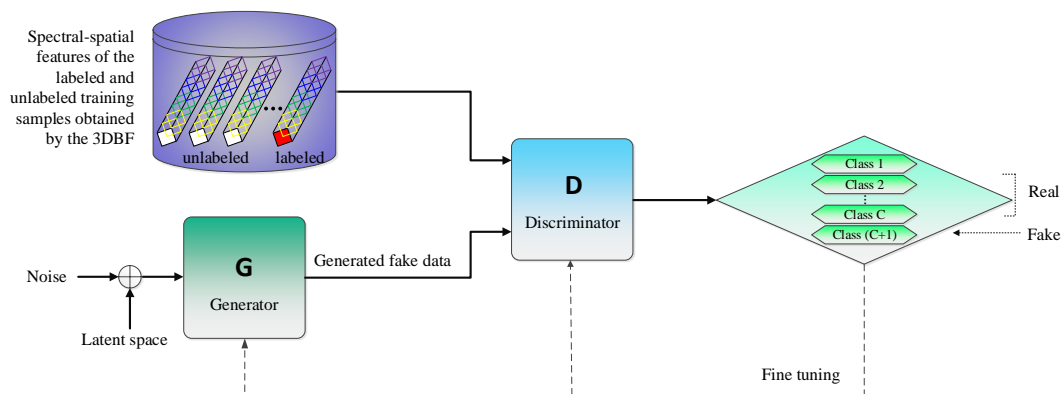 Spectral-spatial
features of the
labeled and
unlabeled training
samples obtained
by the 3DBF
unlabeled
labeled
D
Discriminator
Class 1
Class 2
Class C
Class (C+1)
Real
Fake
G
Generator
Generated fake data
Noise
Latent space
Fine tuning